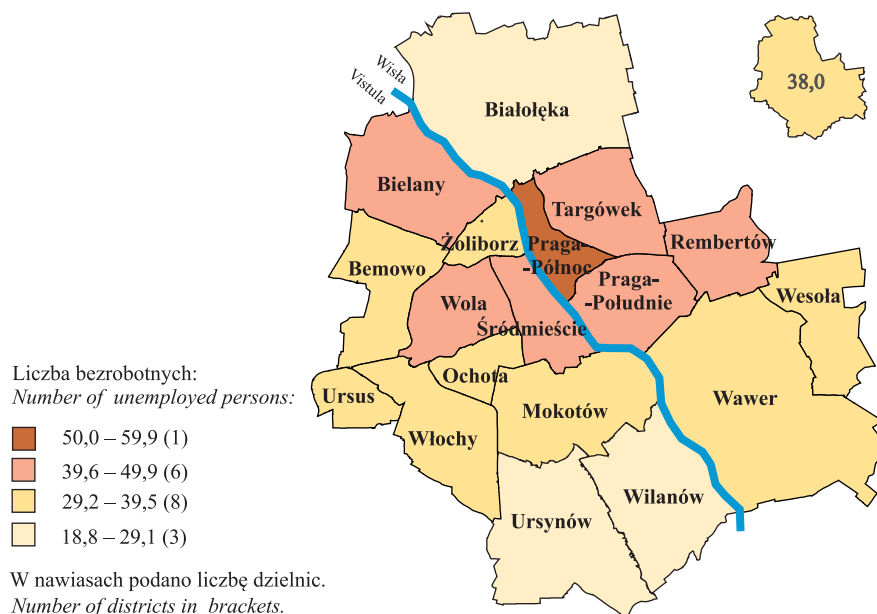 Wisła
Vistula
38,0
Białołęka
Bielany
Targówek
Żoliborz
Praga-
-Północ
Rembertów
Bemowo
Praga-
-Południe
Wesoła
Wola
Śródmieście
Ochota
Ursus
Mokotów
Wawer
Włochy
Wilanów
Ursynów
Liczba bezrobotnych:
Number of unemployed persons:
50,0 – 59,9 (1)
39,6 – 49,9 (6)
29,2 – 39,5 (8)
18,8 – 29,1 (3)
W nawiasach podano liczbę dzielnic.
Number of districts in brackets.